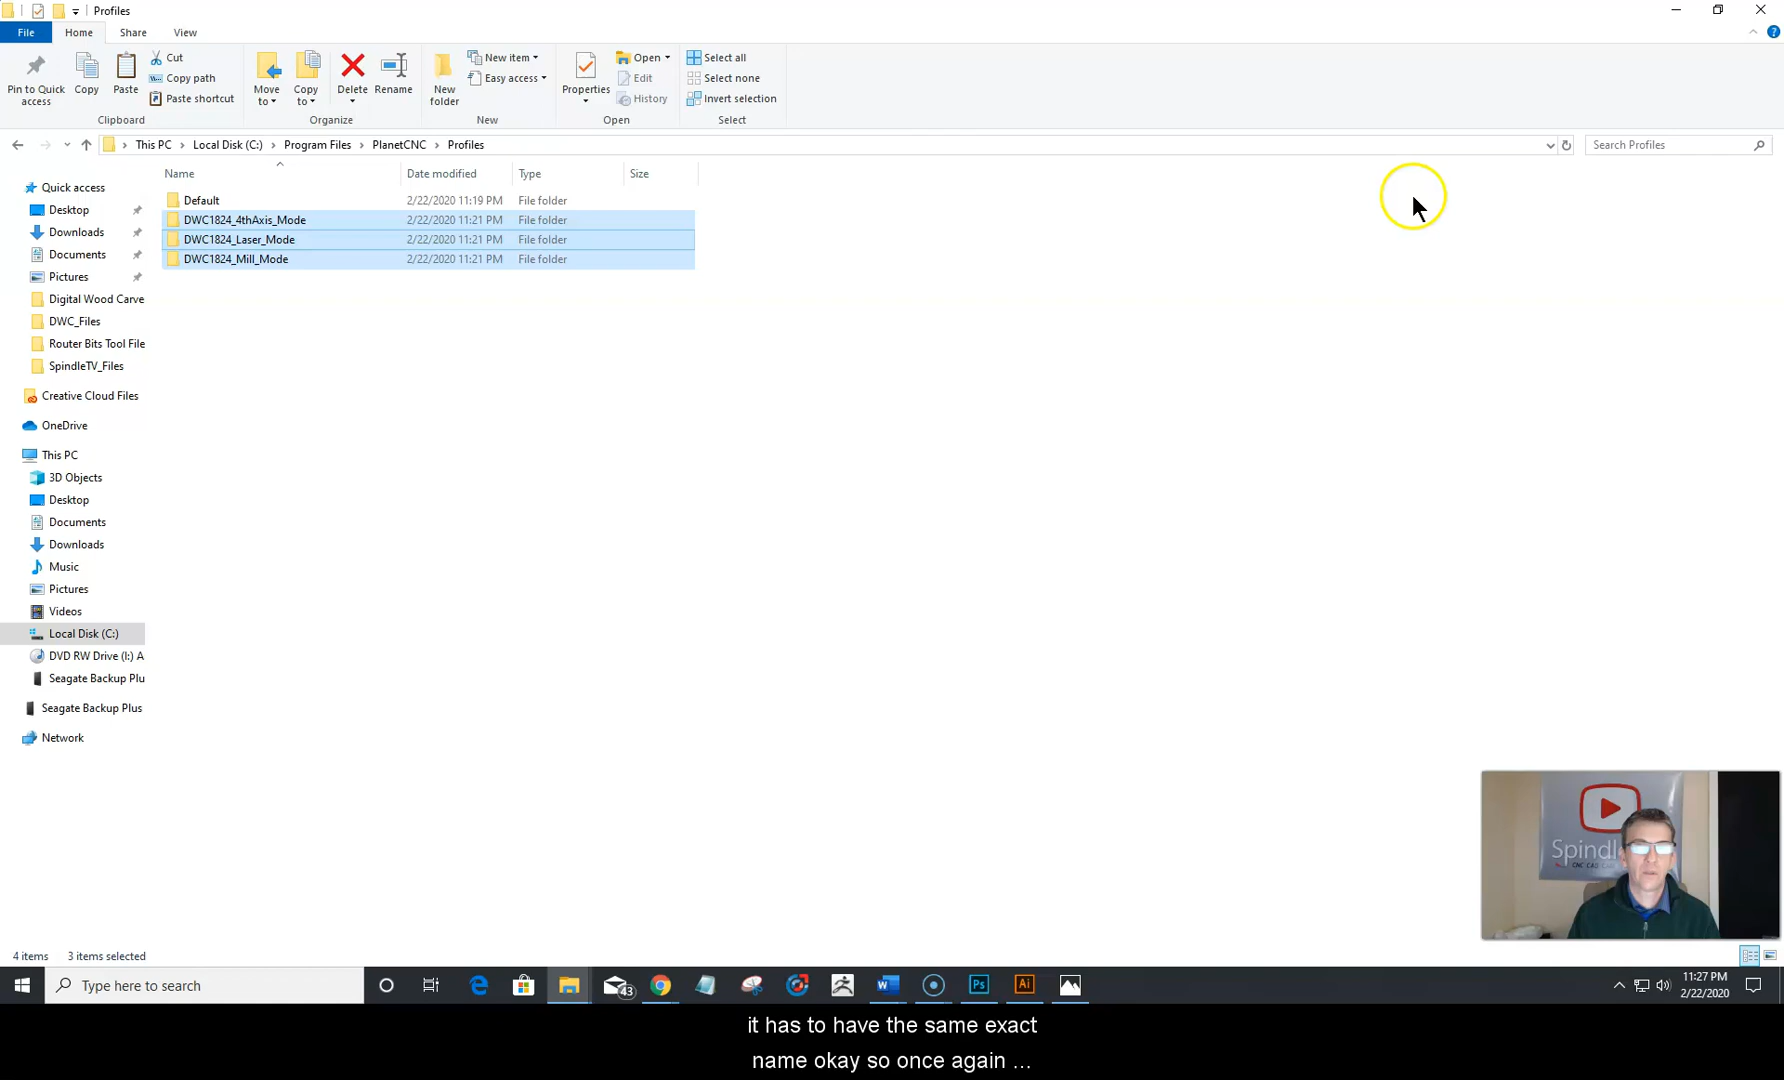 Profiles
File Home Share View
Pin to Quick access
Copy
Paste
Cut
Copy path
Paste shortcut
Clipboard
Move to
Copy to
Delete
Rename
Organize
New folder
New item
Easy access
New
Properties
Open
Edit
History
Open
Select all
Select none
Invert selection
Select
This PC > Local Disk (C:) > Program Files > PlanetCNC > Profiles
Search Profiles
Name Date modified Type Size
Default 2/22/2020 11:19 PM File folder
DWC1824_4thAxis_Mode 2/22/2020 11:21 PM File folder
DWC1824_Laser_Mode 2/22/2020 11:21 PM File folder
DWC1824_Mill_Mode 2/22/2020 11:21 PM File folder
Quick access
Desktop
Downloads
Documents
Pictures
Digital Wood Carve
DWC_Files
Router Bits Tool File
SpindleTV_Files
Creative Cloud Files
OneDrive
This PC
3D Objects
Desktop
Documents
Downloads
Music
Pictures
Videos
Local Disk (C:)
DVD RW Drive (I:) A
Seagate Backup Plu
Seagate Backup Plus
Network
Spindl
CNC CAD
4 items 3 items selected
Type here to search
43
W
Ps
Ai
11:27 PM
2/22/2020
it has to have the same exact
name okay so once again ...